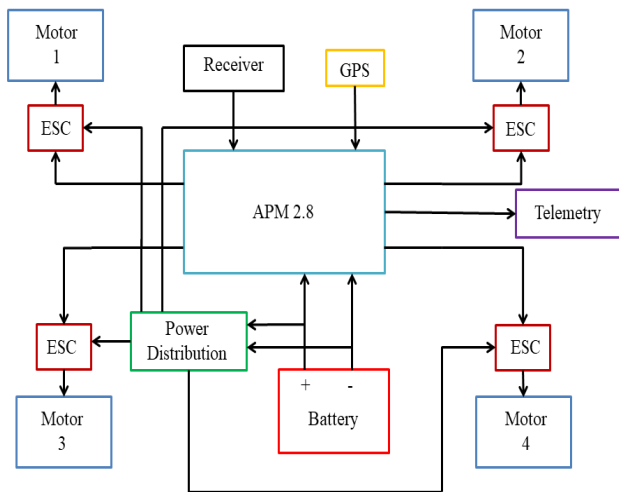 Motor
1
Receiver
GPS
Motor
2
ESC
ESC
APM 2.8
Telemetry
Power
Distribution
ESC
ESC
+ -
Battery
Motor
3
Motor
4